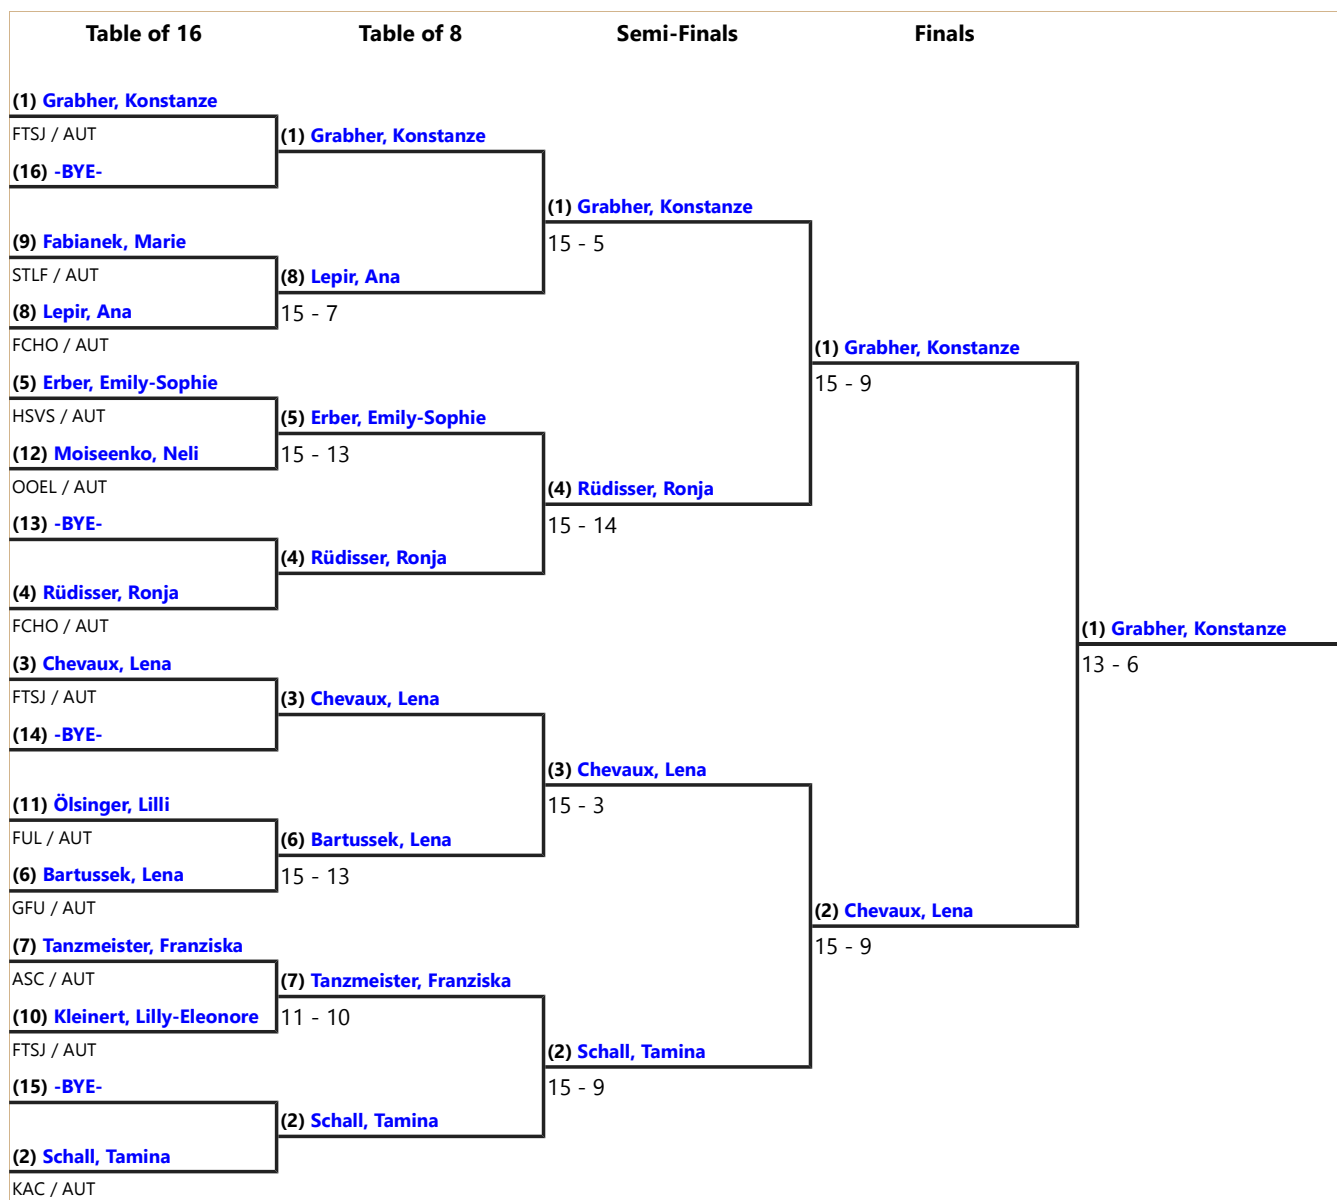 Table of 16
Table of 8
Semi-Finals
Finals
(1) Grabher, Konstanze
FTSJ / AUT
(16) -BYE-
(9) Fabianek, Marie
STLF / AUT
(8) Lepir, Ana
FCHO / AUT
(5) Erber, Emily-Sophie
HSVS / AUT
(12) Moiseenko, Neli
OOEL / AUT
(13) -BYE-
(4) Rüdisser, Ronja
FCHO / AUT
(3) Chevaux, Lena
FTSJ / AUT
(14) -BYE-
(11) Ölsinger, Lilli
FUL / AUT
(6) Bartussek, Lena
GFU / AUT
(7) Tanzmeister, Franziska
ASC / AUT
(10) Kleinert, Lilly-Eleonore
FTSJ / AUT
(15) -BYE-
(2) Schall, Tamina
KAC / AUT
(1) Grabher, Konstanze
(8) Lepir, Ana
15 - 7
(5) Erber, Emily-Sophie
15 - 13
(4) Rüdisser, Ronja
(3) Chevaux, Lena
(6) Bartussek, Lena
15 - 13
(7) Tanzmeister, Franziska
11 - 10
(2) Schall, Tamina
(1) Grabher, Konstanze
15 - 5
(4) Rüdisser, Ronja
15 - 14
(3) Chevaux, Lena
15 - 3
(2) Schall, Tamina
15 - 9
(1) Grabher, Konstanze
15 - 9
(2) Chevaux, Lena
15 - 9
(1) Grabher, Konstanze
13 - 6